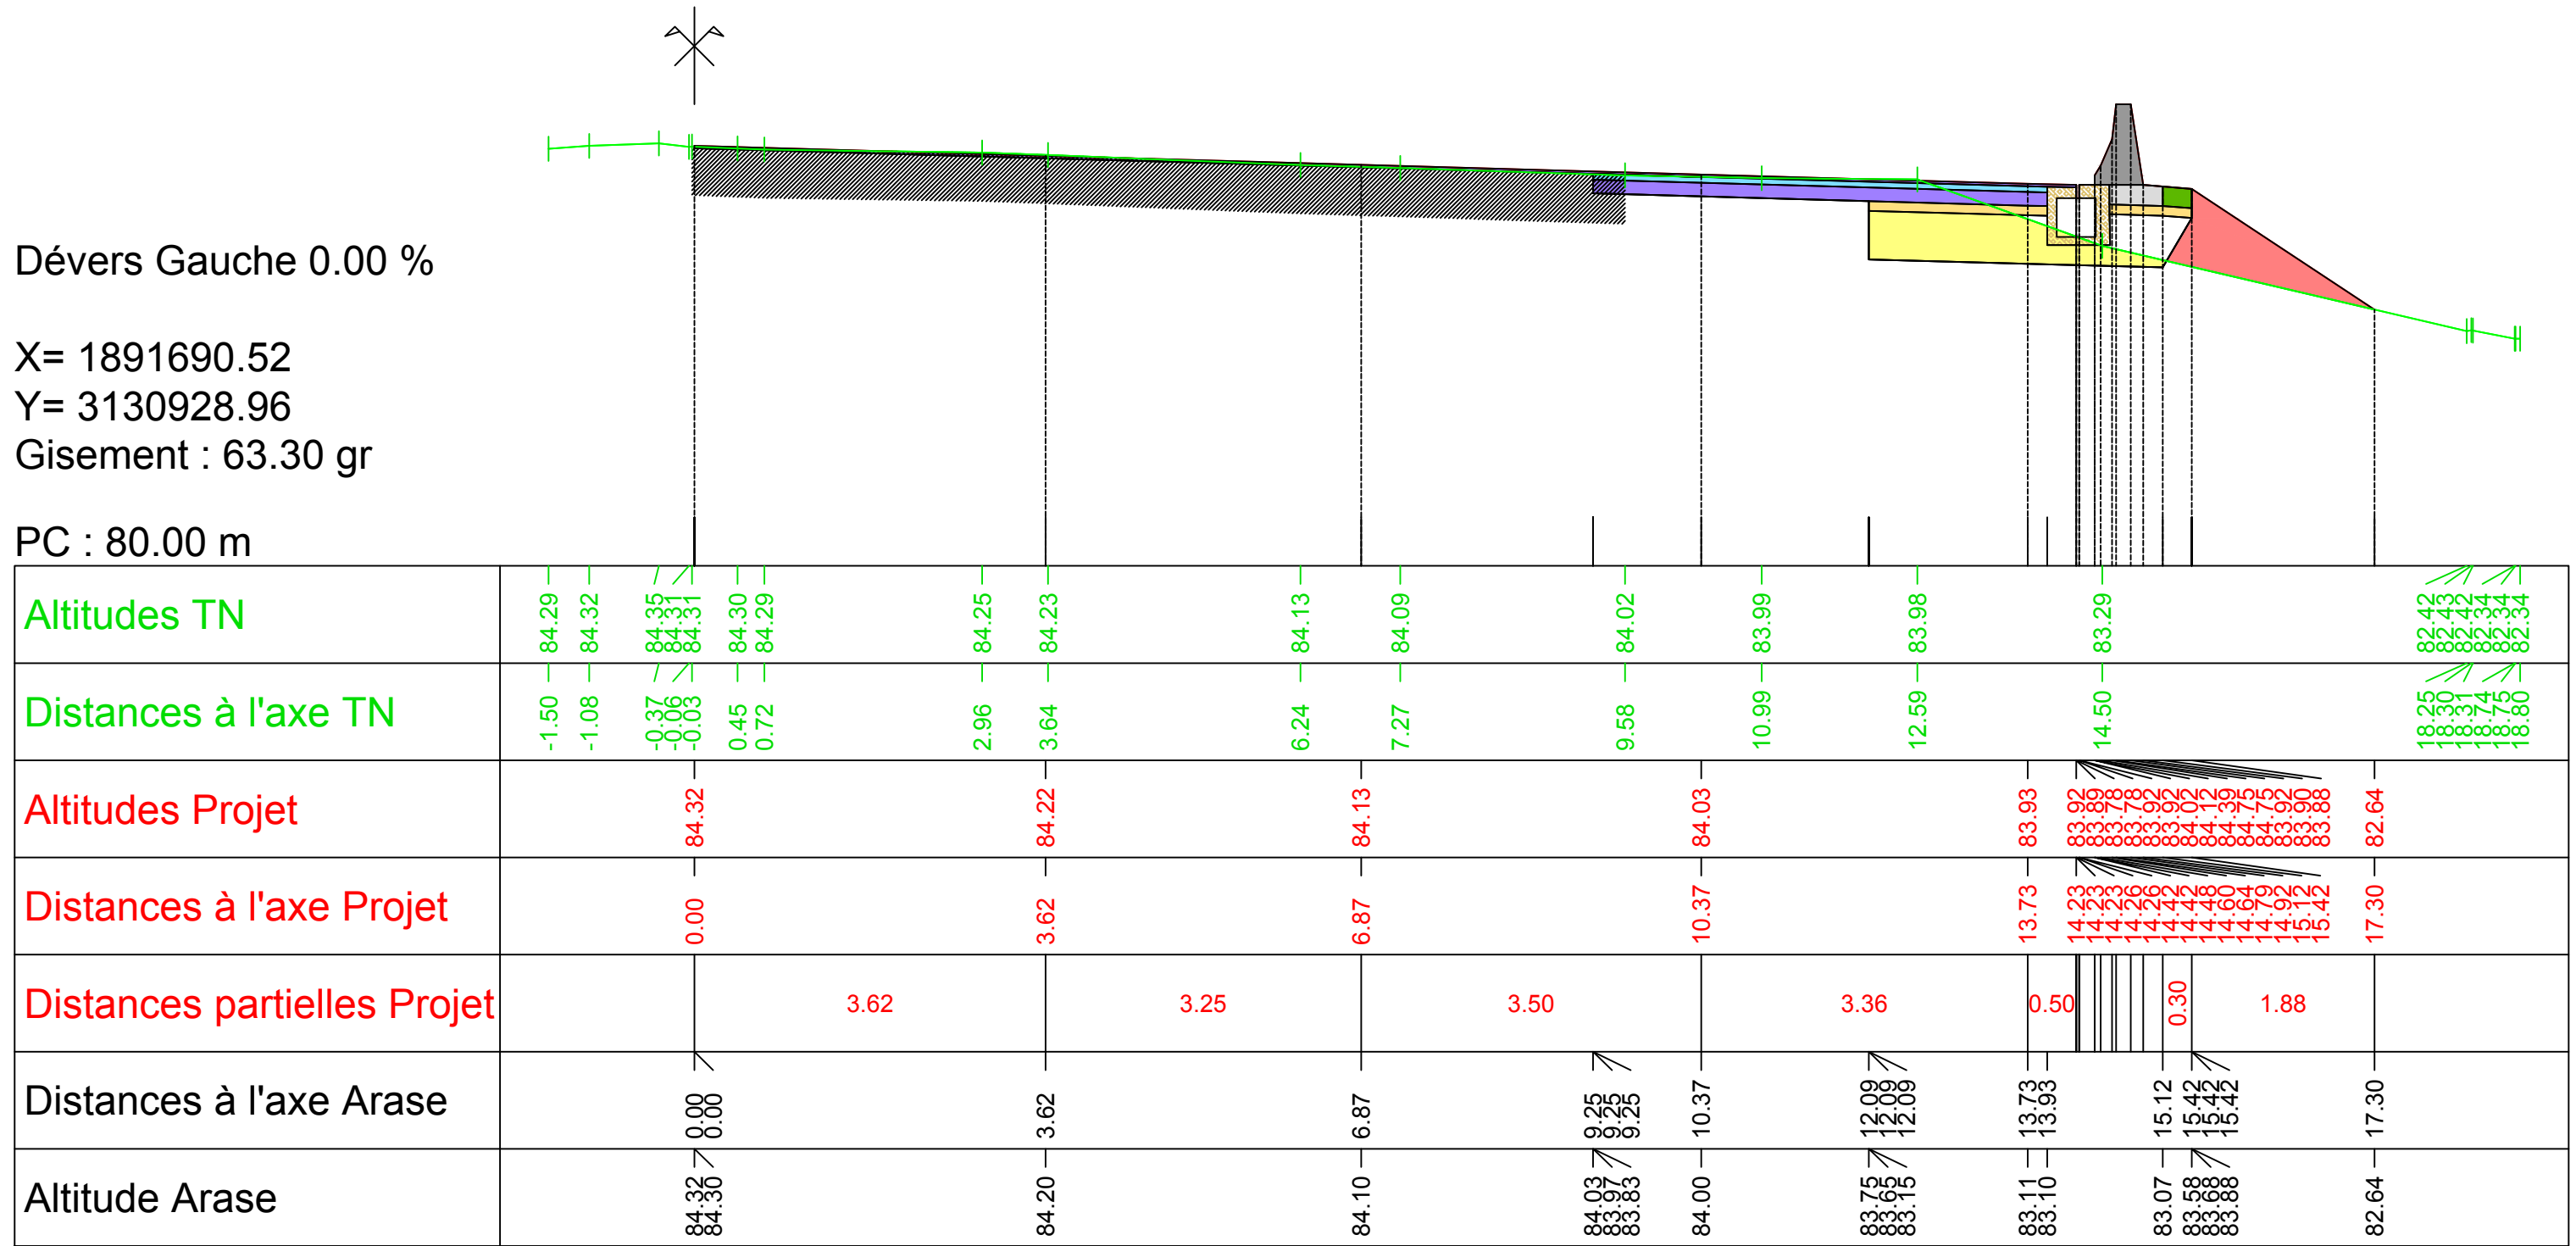 Dévers Gauche 0.00 %
X= 1891690.52
Y= 3130928.96
Gisement : 63.30 gr
PC : 80.00 m
Altitudes TN 84.29 84.32 84.35 84.31 84.31 84.30 84.29 84.25 84.23 84.13 84.09 84.02 83.99 83.98 83.29 82.42 82.43 82.42 82.34 82.34 82.34
Distances à l'axe TN -1.50 -1.08 -0.37 -0.06 -0.03 0.45 0.72 2.96 3.64 6.24 7.27 9.58 10.99 12.59 14.50 18.25 18.30 18.31 18.74 18.75 18.80
Altitudes Projet 84.32 84.22 84.13 84.03 83.93 83.92 83.89 83.78 83.78 83.92 83.92 84.02 84.12 84.39 84.75 84.75 83.92 83.90 83.88 82.64
Distances à l'axe Projet 0.00 3.62 6.87 10.37 13.73 14.23 14.23 14.23 14.26 14.26 14.42 14.42 14.48 14.60 14.64 14.79 14.92 15.12 15.42 17.30
Distances partielles Projet 3.62 3.25 3.50 3.36 0.50 0.30 1.88
Distances à l'axe Arase 0.00 0.00 3.62 6.87 9.25 9.25 9.25 10.37 12.09 12.09 12.09 13.73 13.93 15.12 15.42 15.42 15.42 17.30
Altitude Arase 84.32 84.30 84.20 84.10 84.03 83.97 83.83 84.00 83.75 83.65 83.15 83.11 83.10 83.07 83.58 83.68 83.88 82.64